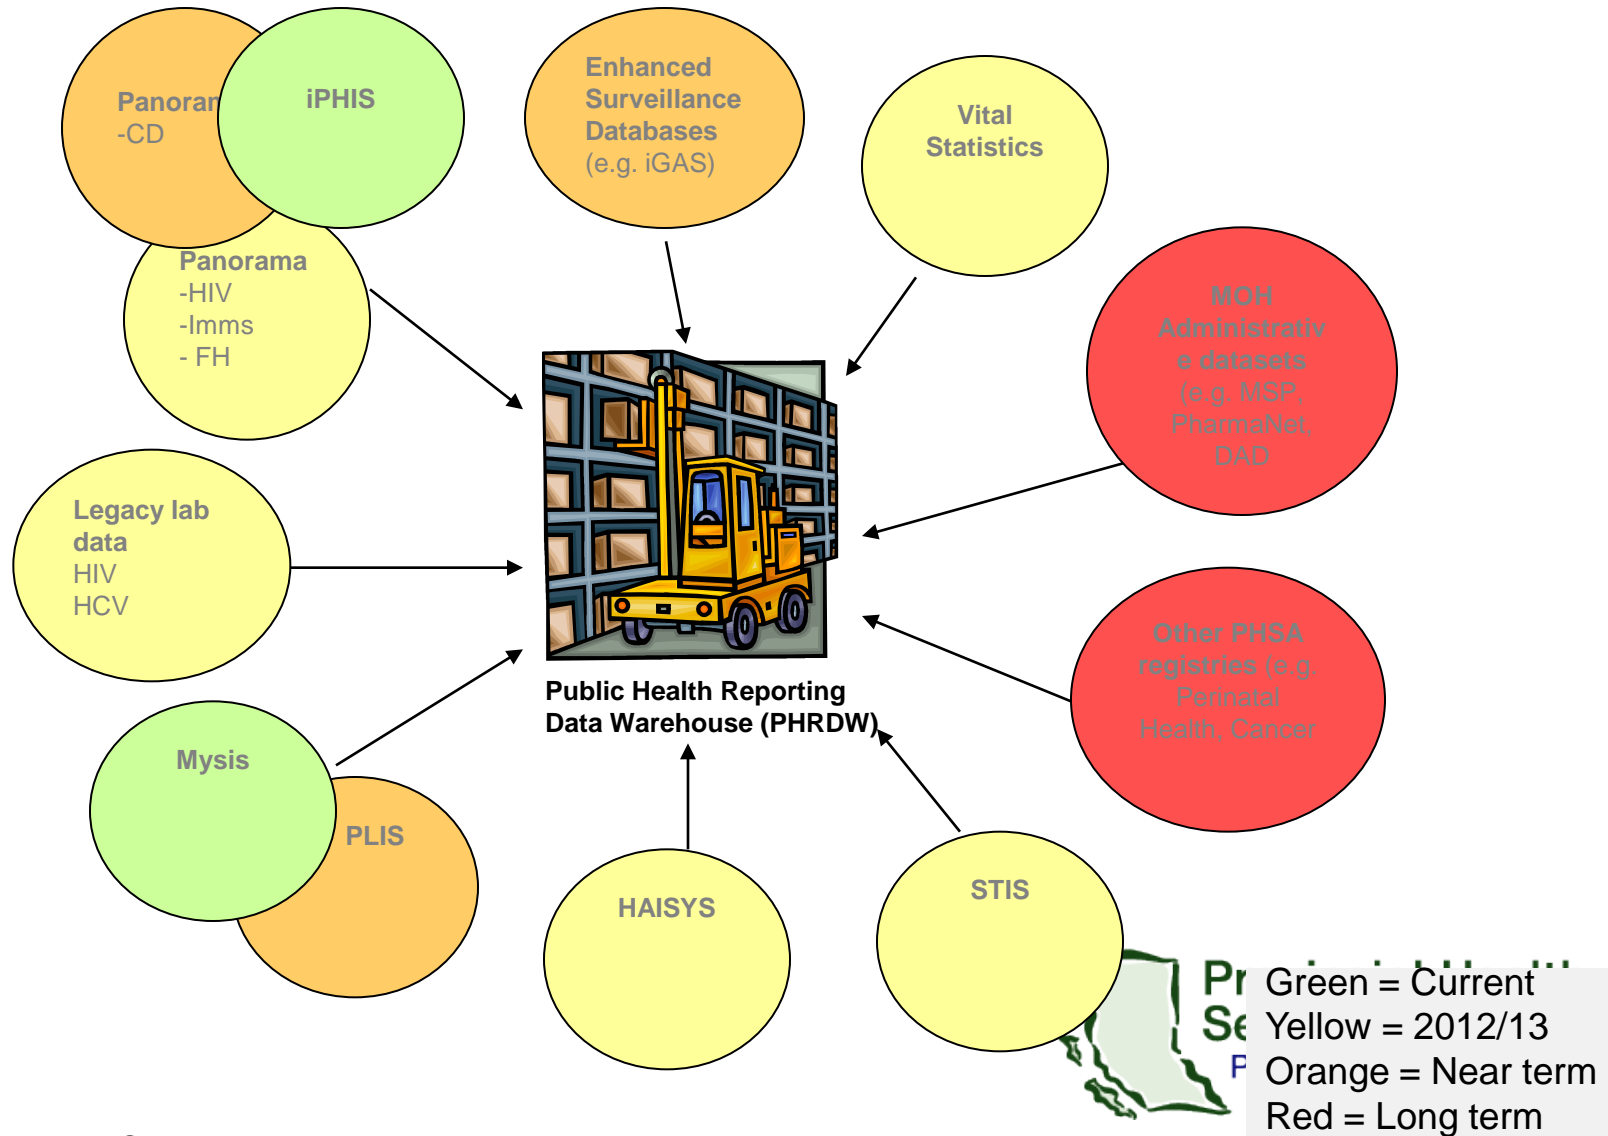 Panoram
-CD
iPHIS
Enhanced
Surveillance
Databases
(e.g. iGAS)
Vital
Statistics
Panorama
-HIV
-Imms
- FH
MOH
Administrativ
e datasets
(e.g. MSP,
PharmaNet,
DAD
Legacy lab
data
HIV
HCV
Other PHSA
registries (e.g.
Perinatal
Health, Cancer
Public Health Reporting
Data Warehouse (PHRDW)
Mysis
PLIS
HAISYS
STIS
Green = Current
Yellow = 2012/13
Orange = Near term
Red = Long term